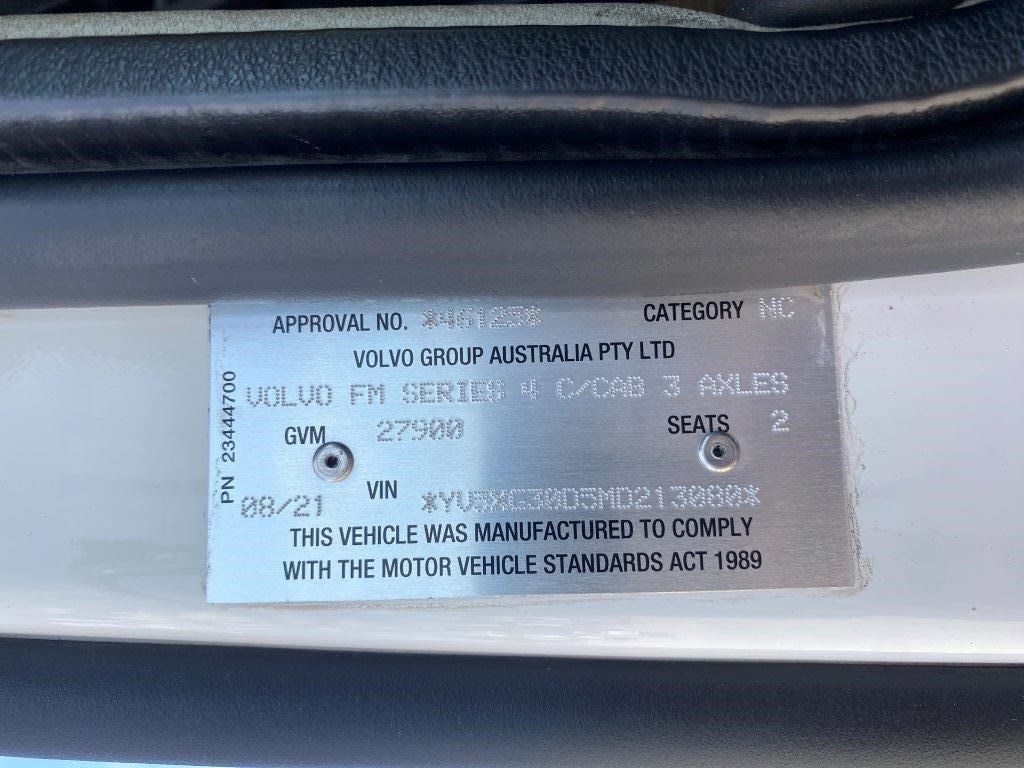 APPROVAL NO. *46125* CATEGORY NC
VOLVO GROUP AUSTRALIA PTY LTD
VOLVO FM SERIES 4 C/CAB 3 AXLES
GVM 27900 SEATS 2
08/21 VIN *YV5XG30D5MD213080*
THIS VEHICLE WAS MANUFACTURED TO COMPLY
WITH THE MOTOR VEHICLE STANDARDS ACT 1989
PN 23444700